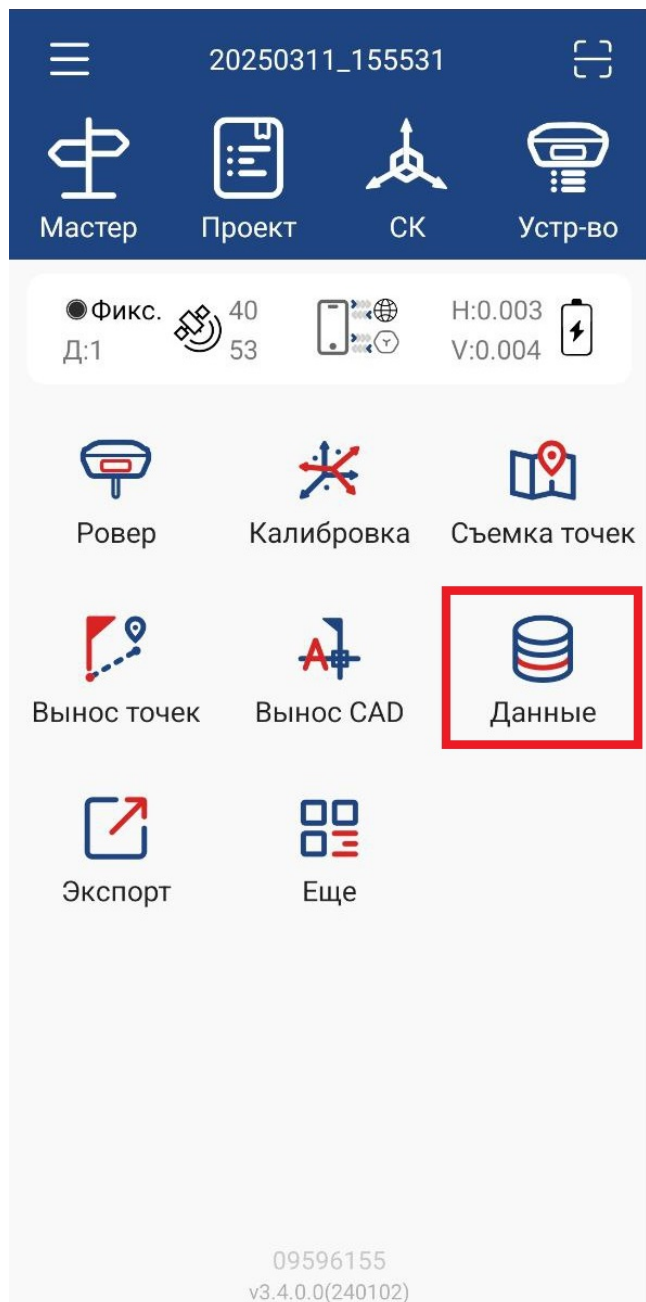 20250311_155531
Мастер Проект СК Устр-во
Фикс. 40 H:0.003
Д:1 53 V:0.004
Ровер Калибровка Съемка точек
Вынос точек Вынос CAD Данные
Экспорт Еще
09596155
v3.4.0.0(240102)